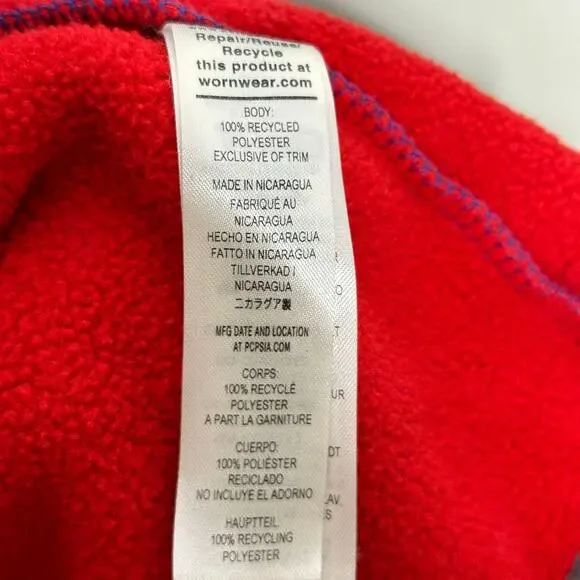 Repair/Reuse/
Recycle
this product at
wornwear.com
BODY:
100% RECYCLED
POLYESTER
EXCLUSIVE OF TRIM
MADE IN NICARAGUA
FABRIQUÉ AU
NICARAGUA
HECHO EN NICARAGUA
FATTO IN NICARAGUA
TILLVERKAD I
NICARAGUA
ニカラグア製
MFG DATE AND LOCATION
AT PCPSIA.COM
CORPS:
100% RECYCLÉ
POLYESTER
A PART LA GARNITURE
CUERPO:
100% POLIÉSTER
RECICLADO
NO INCLUYE EL ADORNO
HAUPTTEIL:
100% RECYCLING
POLYESTER